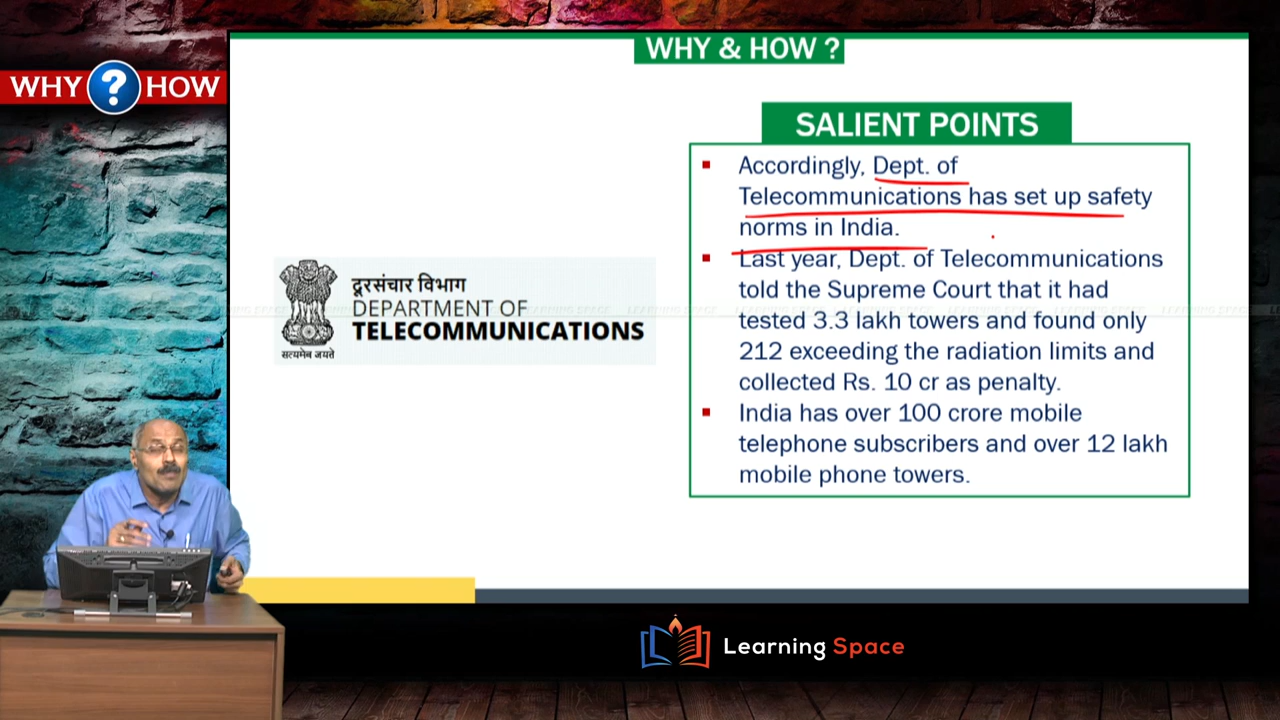 WHY & HOW ?
WHY ? HOW
SALIENT POINTS
Accordingly, Dept. of
Telecommunications has set up safety
norms in India.
Last year, Dept. of Telecommunications
told the Supreme Court that it had
tested 3.3 lakh towers and found only
212 exceeding the radiation limits and
collected Rs. 10 cr as penalty.
India has over 100 crore mobile
telephone subscribers and over 12 lakh
mobile phone towers.
दूरसंचार विभाग
DEPARTMENT OF
TELECOMMUNICATIONS
सत्यमेव जयते
Learning Space